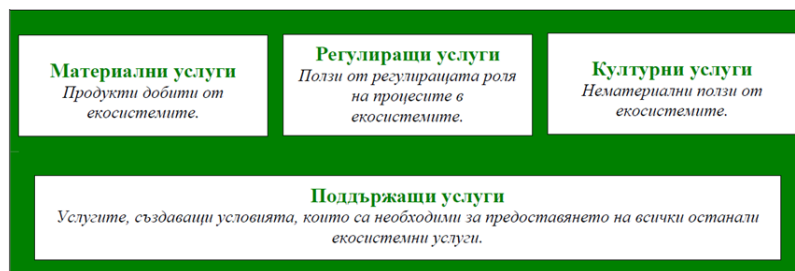 Материални услуги
Продукти добити от
екосистемите.
Регулиращи услуги
Ползи от регулиращата роля
на процесите в
екосистемите.
Културни услуги
Нематериални ползи от
екосистемите.
Поддържащи услуги
Услугите, създаващи условията, които са необходими за предоставянето на всички останали
екосистемни услуги.